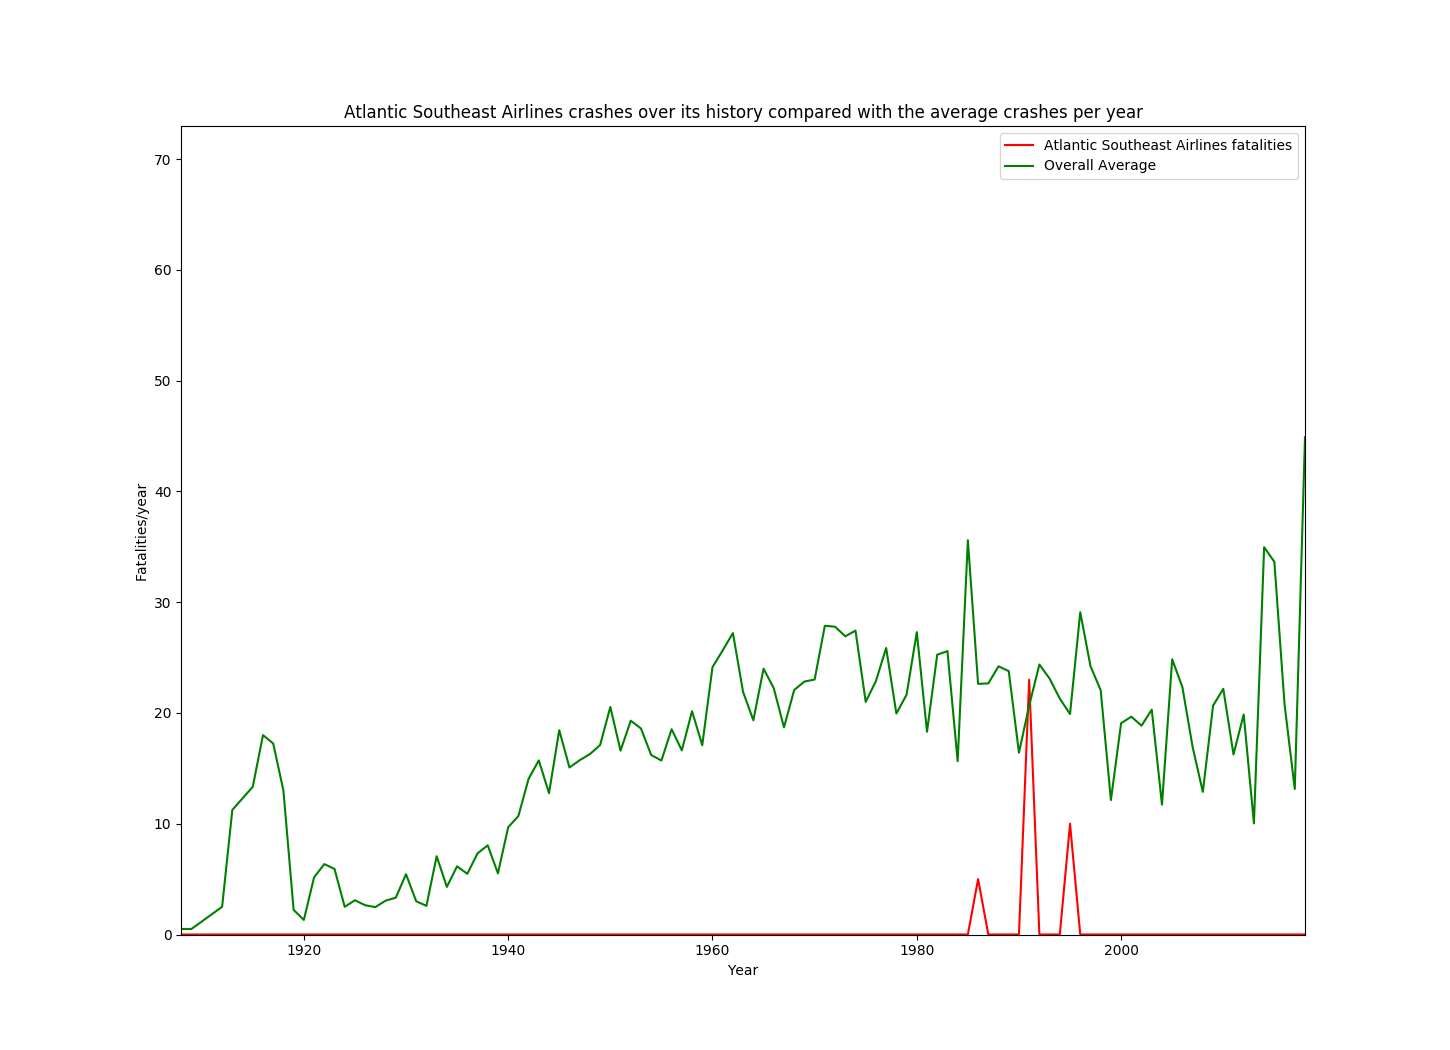 Atlantic Southeast Airlines crashes over its history compared with the average crashes per year
Atlantic Southeast Airlines fatalities
Overall Average
70
60
50
40
30
20
10
0
Fatalities/year
1920 1940 1960 1980 2000
Year